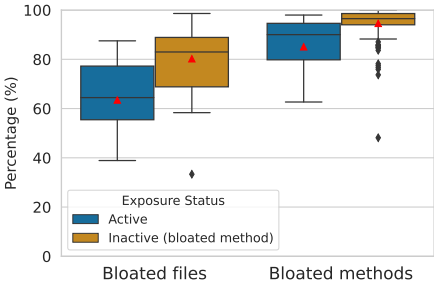 Percentage (%)
100
80
60
40
20
0
Exposure Status
Active
Inactive (bloated method)
Bloated files
Bloated methods